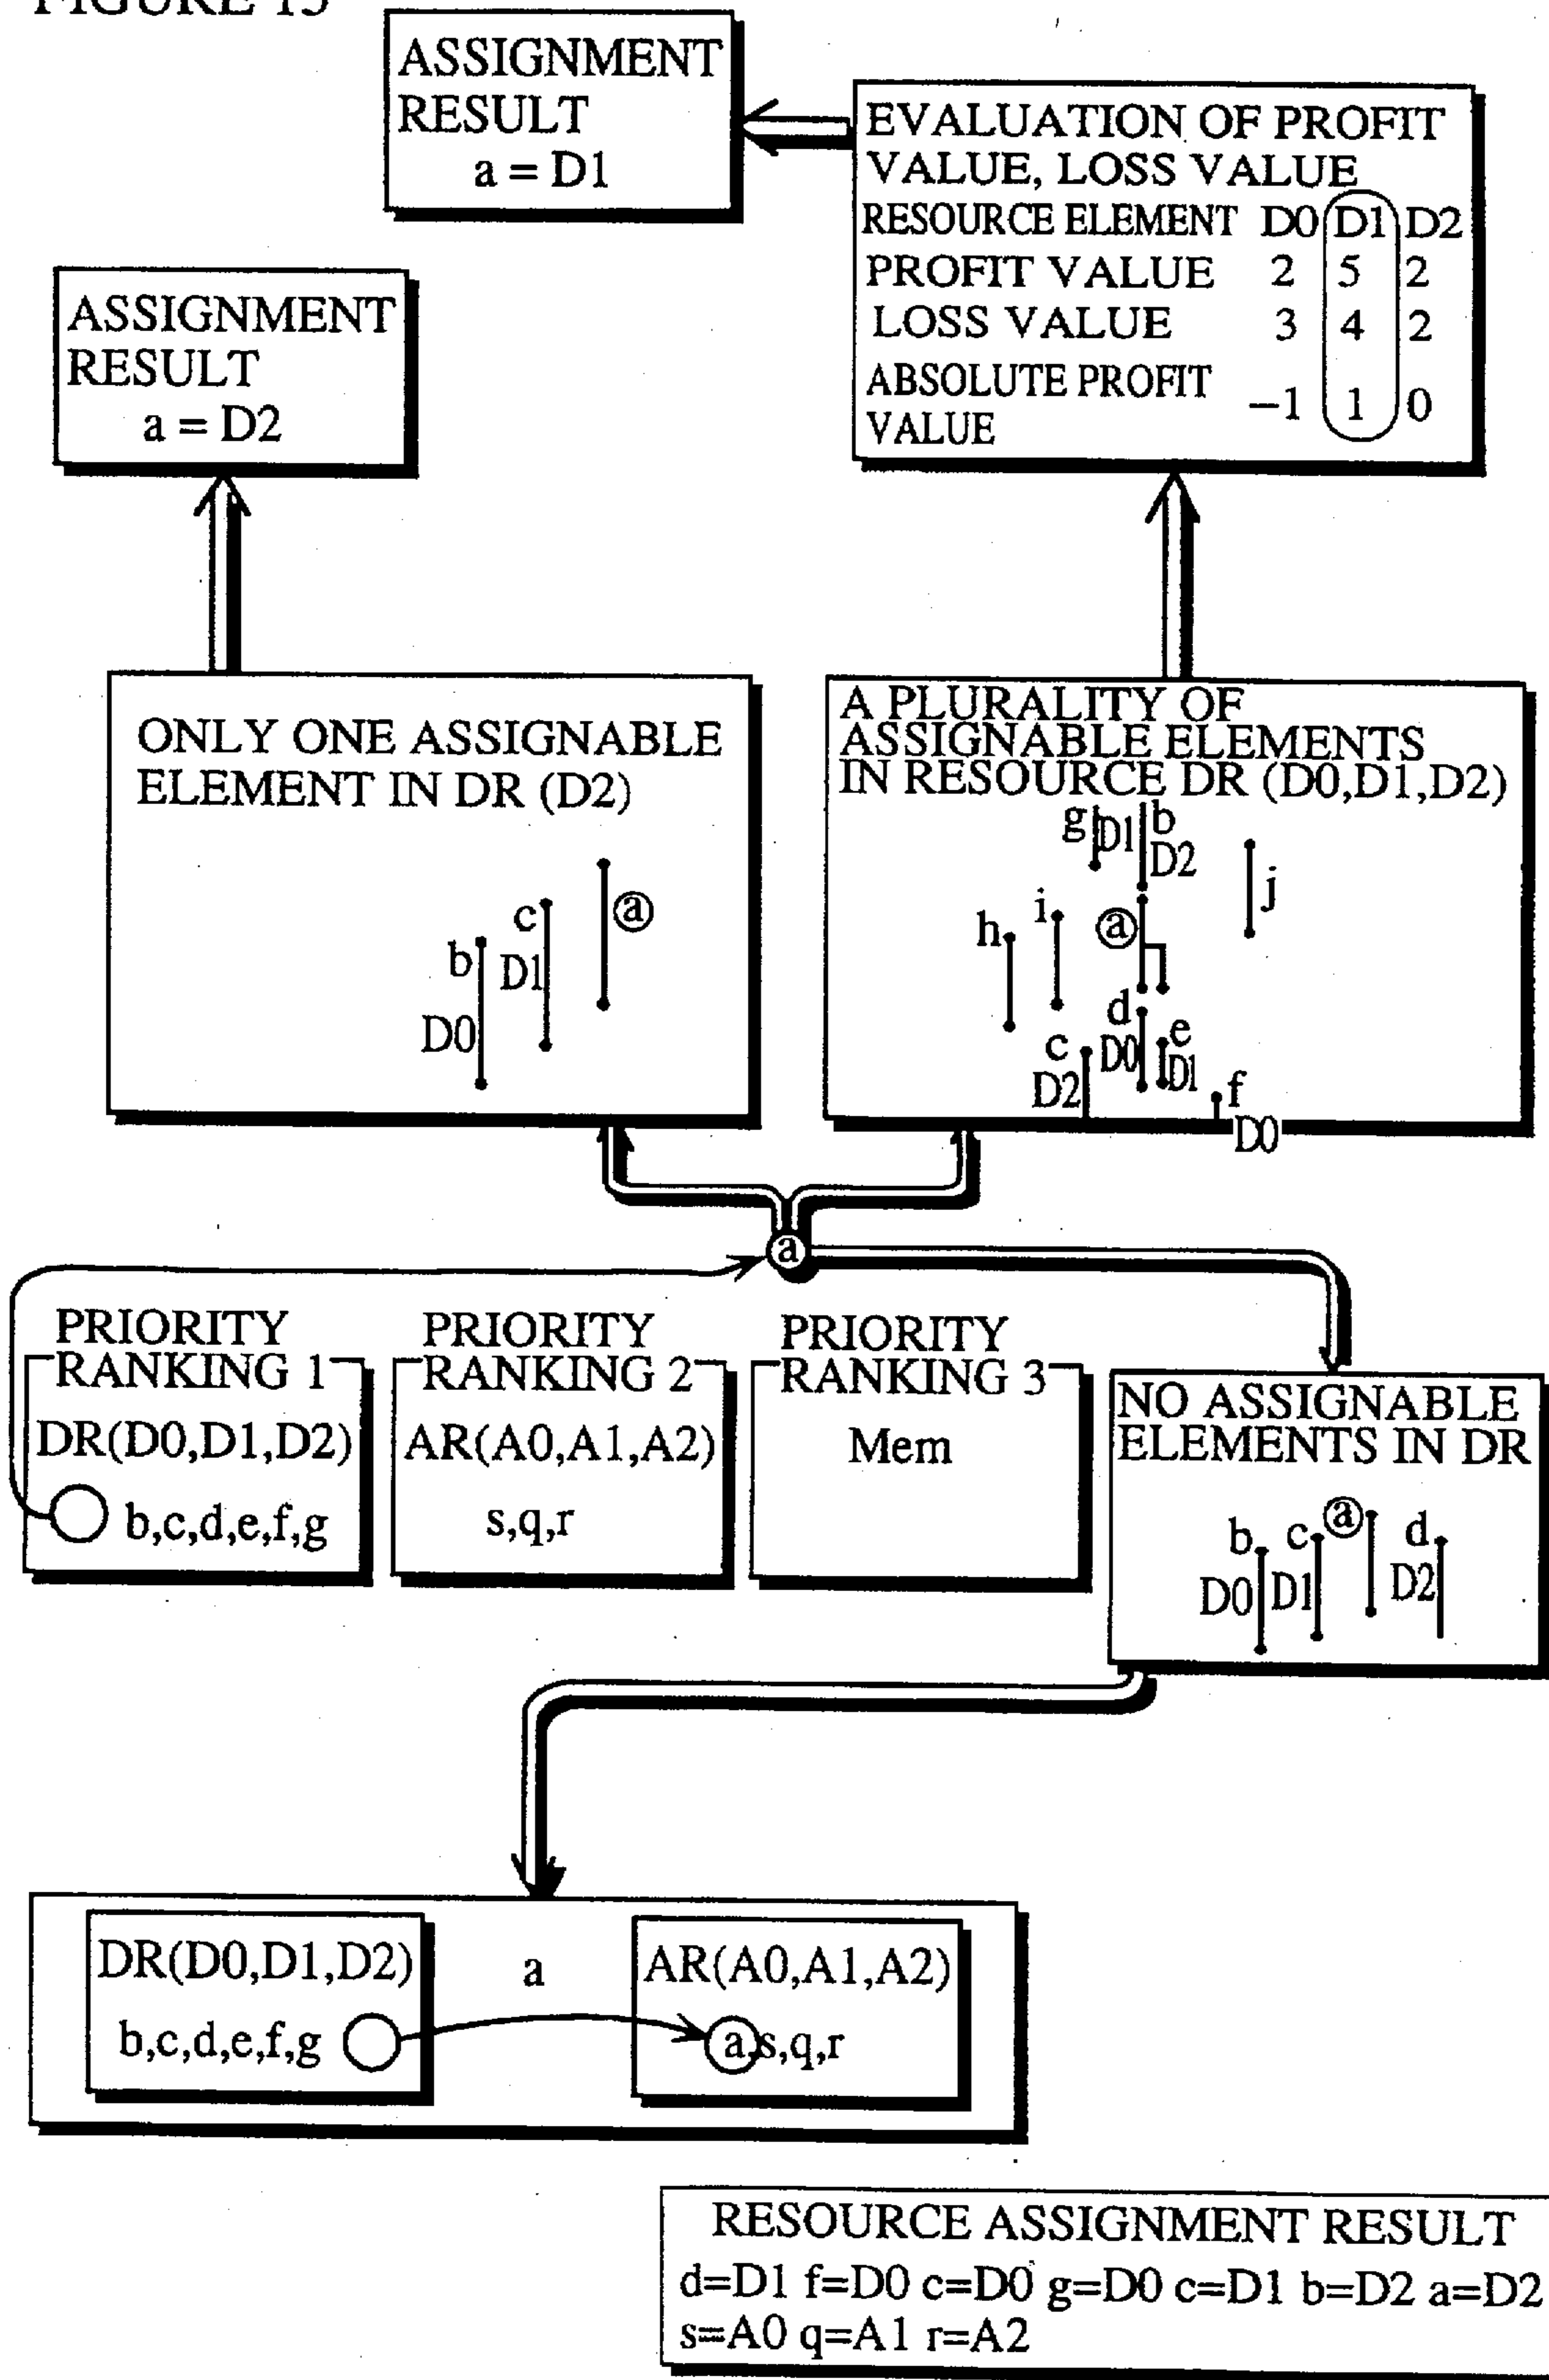 FIGURE 13
ASSIGNMENT
RESULT
a = D1
EVALUATION OF PROFIT
VALUE, LOSS VALUE
RESOURCE ELEMENT D0 D1 D2
PROFIT VALUE 2 5 2
LOSS VALUE 3 4 2
ABSOLUTE PROFIT
VALUE −1 1 0
ASSIGNMENT
RESULT
a = D2
ONLY ONE ASSIGNABLE
ELEMENT IN DR (D2)
c
a
b
D1
D0
A PLURALITY OF
ASSIGNABLE ELEMENTS
IN RESOURCE DR (D0,D1,D2)
g D1 b
D2
j
h i a
d
c D0 e
D2 D1
f
D0
a
PRIORITY
RANKING 1
DR(D0,D1,D2)
b,c,d,e,f,g
PRIORITY
RANKING 2
AR(A0,A1,A2)
s,q,r
PRIORITY
RANKING 3
Mem
NO ASSIGNABLE
ELEMENTS IN DR
b c a d
D0 D1 D2
DR(D0,D1,D2) a AR(A0,A1,A2)
b,c,d,e,f,g a,s,q,r
RESOURCE ASSIGNMENT RESULT
d=D1 f=D0 c=D0 g=D0 c=D1 b=D2 a=D2
s=A0 q=A1 r=A2